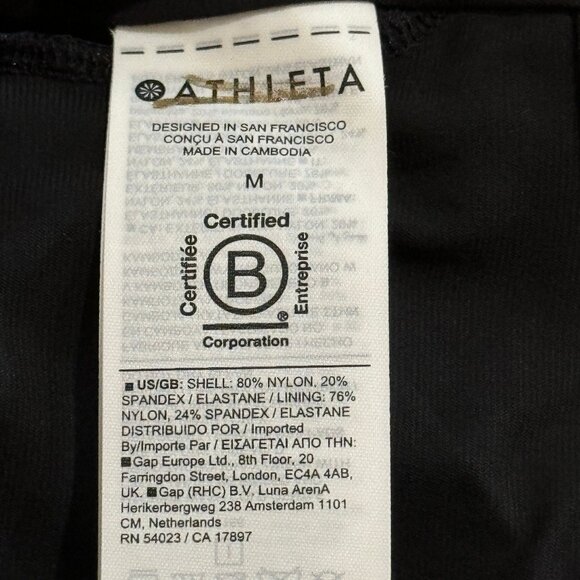 ATHLETA
DESIGNED IN SAN FRANCISCO
CONÇU À SAN FRANCISCO
MADE IN CAMBODIA
M
Certified
Certifiée
B
Entreprise
®
Corporation
US/GB: SHELL: 80% NYLON, 20%
SPANDEX / ELASTANE / LINING: 76%
NYLON, 24% SPANDEX / ELASTANE
DISTRIBUIDO POR / Imported
By/Importe Par / ΕΙΣΑΓΕΤΑΙ ΑΠΟ ΤΗΝ:
Gap Europe Ltd., 8th Floor, 20
Farringdon Street, London, EC4A 4AB,
UK. Gap (RHC) B.V. Luna ArenA
Herikerbergweg 238 Amsterdam 1101
CM, Netherlands
RN 54023 / CA 17897